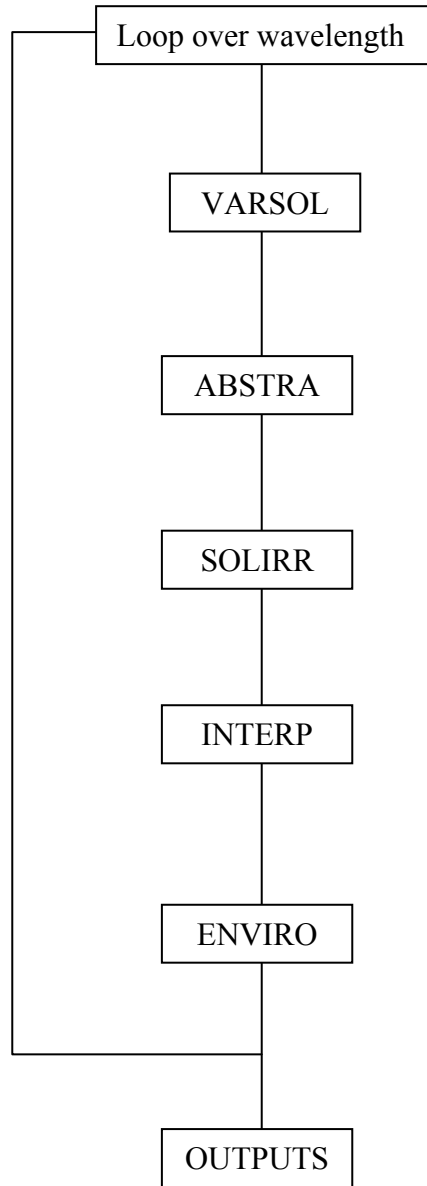 Loop over wavelength
VARSOL
ABSTRA
SOLIRR
INTERP
ENVIRO
OUTPUTS